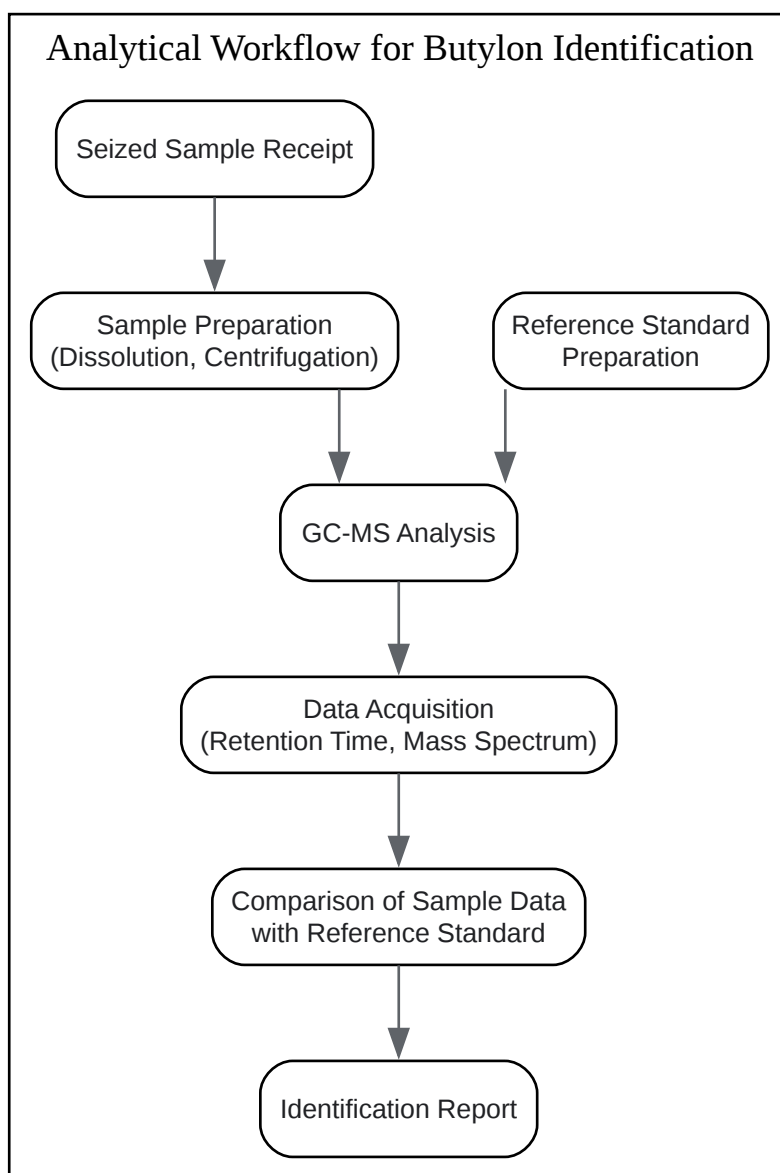 Analytical Workflow for Butylon Identification
Seized Sample Receipt
Sample Preparation
(Dissolution, Centrifugation)
Reference Standard
Preparation
GC-MS Analysis
Data Acquisition
(Retention Time, Mass Spectrum)
Comparison of Sample Data
with Reference Standard
Identification Report